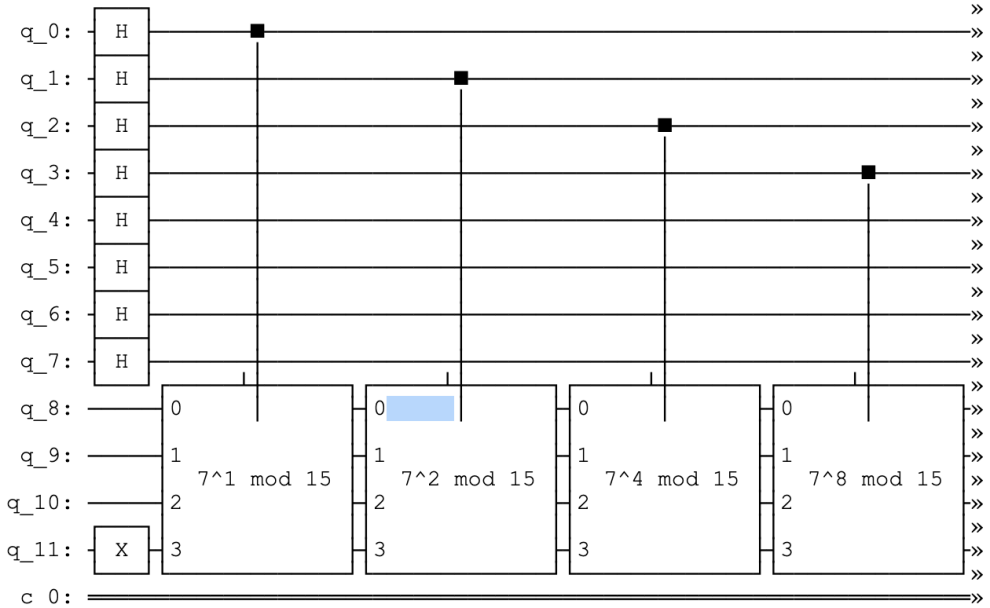 »
q_0: H »
»
q_1: H »
»
q_2: H »
»
q_3: H »
»
q_4: H »
»
q_5: H »
»
q_6: H »
»
q_7: H »
»
q_8: 0 0 0 0 »
»
q_9: 1 1 1 1 »
7^1 mod 15 7^2 mod 15 7^4 mod 15 7^8 mod 15 »
q_10: 2 2 2 2 »
»
q_11: X 3 3 3 3 »
»
c 0: »